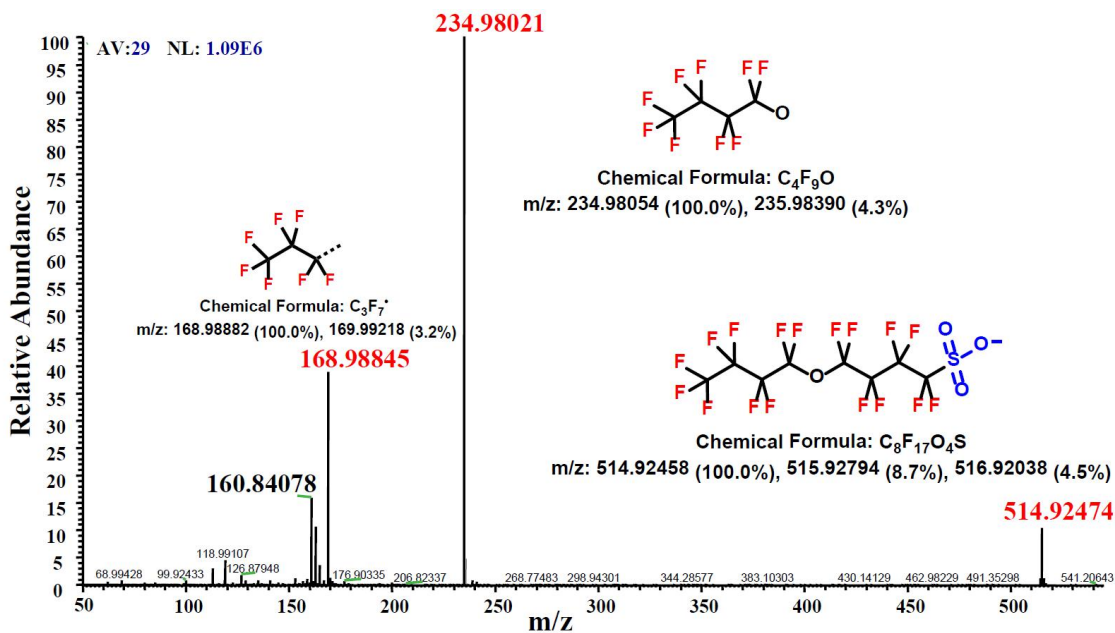 234.98021
AV:29 NL: 1.09E6
100
95
90
85
80
75
70
65
60
55
50
45
40
35
30
25
20
15
10
5
0
Relative Abundance
F F
F
F
F
F
F
F F
O
Chemical Formula: C₄F₉O
m/z: 234.98054 (100.0%), 235.98390 (4.3%)
F F
F
F
F
F F
Chemical Formula: C₃F₇•
m/z: 168.98882 (100.0%), 169.99218 (3.2%)
168.98845
F F F F F F F F
F
F
F F F O F F F F
O
S
O
O
Chemical Formula: C₈F₁₇O₄S
m/z: 514.92458 (100.0%), 515.92794 (8.7%), 516.92038 (4.5%)
514.92474
160.84078
118.99107
68.99428 99.92433 126.87948 176.90335 206.82337 268.77483 298.94301 344.28577 383.10303 430.14129 462.98229 491.35298 541.20643
50 100 150 200 250 300 350 400 450 500
m/z